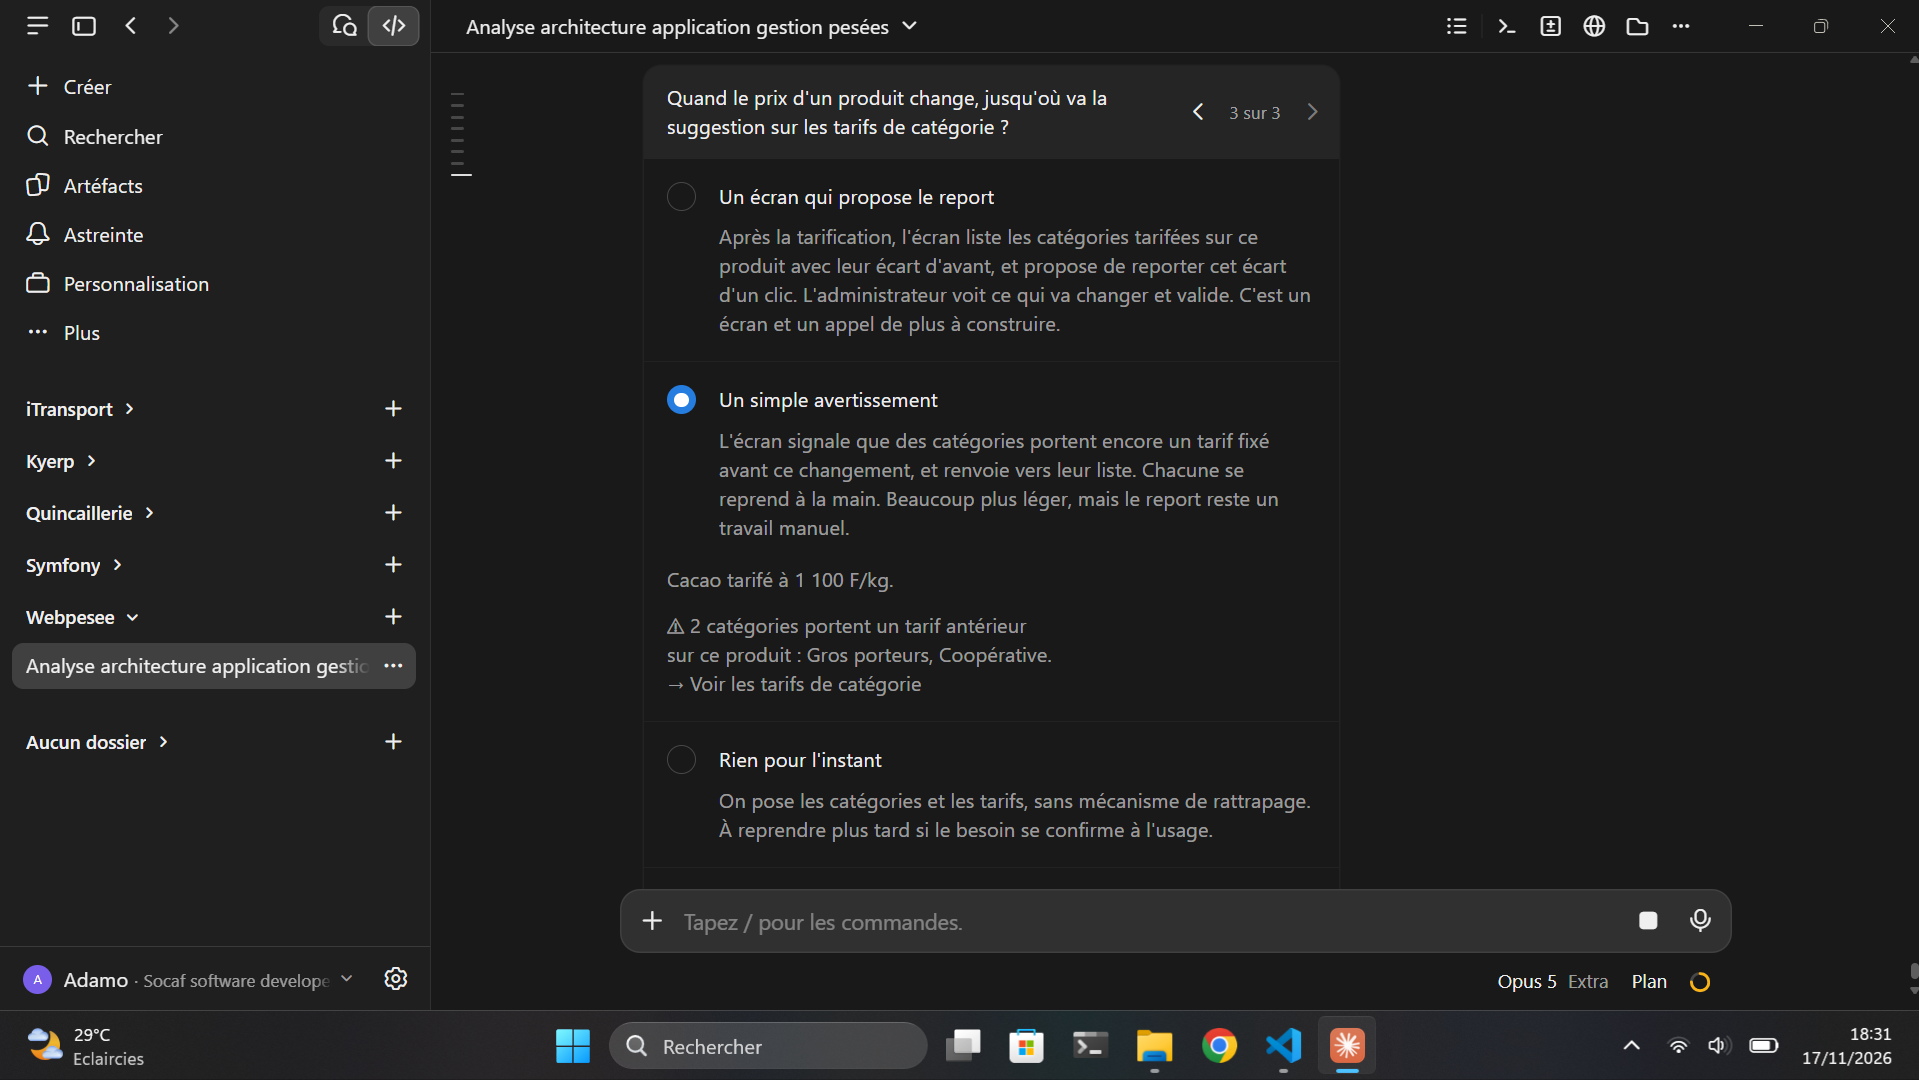 Analyse architecture application gestion pesées
Créer
Rechercher
Artéfacts
Astreinte
Personnalisation
Plus
iTransport
Kyerp
Quincaillerie
Symfony
Webpesee
Analyse architecture application gestio
Aucun dossier
A
Adamo · Socaf software develope
Quand le prix d'un produit change, jusqu'où va la
suggestion sur les tarifs de catégorie ?
3 sur 3
Un écran qui propose le report
Après la tarification, l'écran liste les catégories tarifées sur ce
produit avec leur écart d'avant, et propose de reporter cet écart
d'un clic. L'administrateur voit ce qui va changer et valide. C'est un
écran et un appel de plus à construire.
Un simple avertissement
L'écran signale que des catégories portent encore un tarif fixé
avant ce changement, et renvoie vers leur liste. Chacune se
reprend à la main. Beaucoup plus léger, mais le report reste un
travail manuel.
Cacao tarifé à 1 100 F/kg.
⚠ 2 catégories portent un tarif antérieur
sur ce produit : Gros porteurs, Coopérative.
→ Voir les tarifs de catégorie
Rien pour l'instant
On pose les catégories et les tarifs, sans mécanisme de rattrapage.
À reprendre plus tard si le besoin se confirme à l'usage.
Tapez / pour les commandes.
Opus 5 Extra Plan
29°C
Eclaircies
Rechercher
18:31
17/11/2026